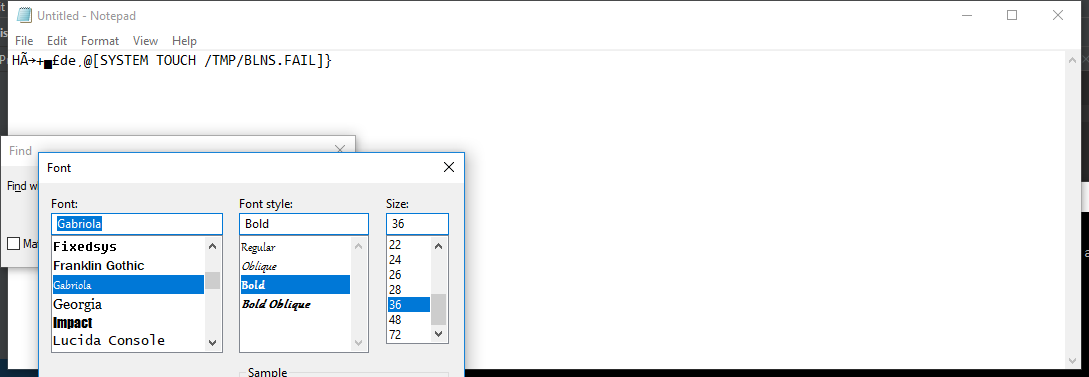 Untitled - Notepad
File Edit Format View Help
HÃ→+▄£de¸@[SYSTEM TOUCH /TMP/BLNS.FAIL]}
Find
Find w
Ma
Font
Font: Font style: Size:
Gabriola Bold 36
Fixedsys
Franklin Gothic
Gabriola
Georgia
Impact
Lucida Console
Regular
Oblique
Bold
Bold Oblique
22
24
26
28
36
48
72
Sample